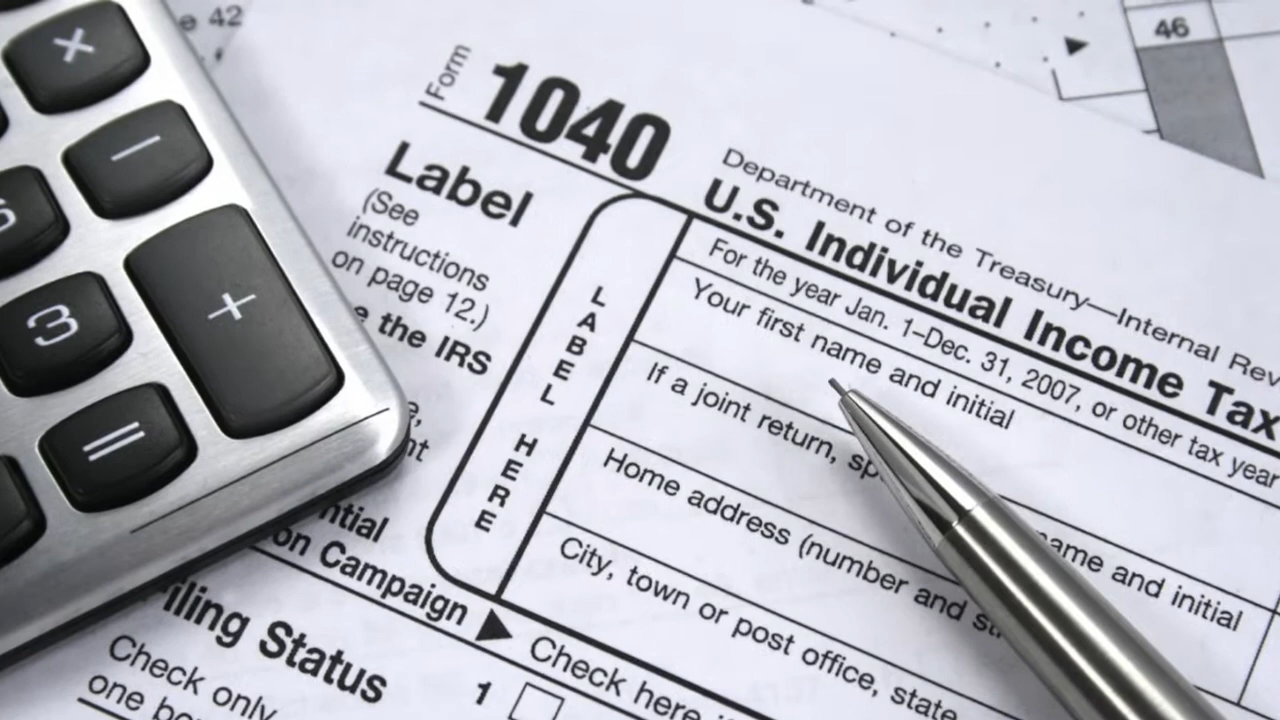 e 42
46
×
−
3
+
=
Form 1040
Department of the Treasury—Internal Rev
U.S. Individual Income Tax
Label
(See
instructions
on page 12.)
e the IRS
LABEL HERE
For the year Jan. 1–Dec. 31, 2007, or other tax year
Your first name and initial
If a joint return, sp ame and initial
Home address (number and st
City, town or post office, state
ntial
on Campaign
Check here, i
iling Status
Check only
one bo
1